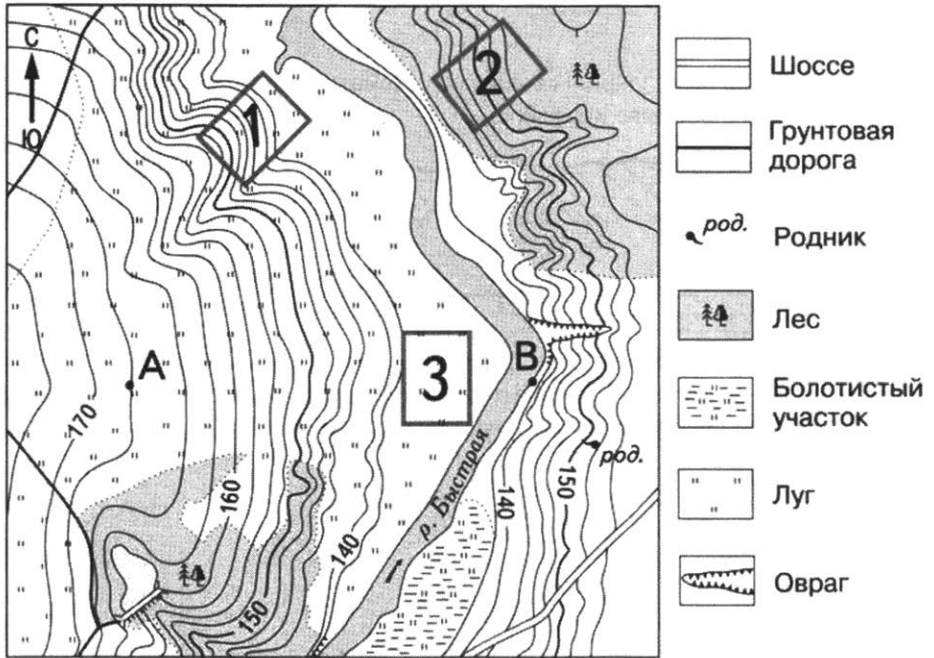 С
Ю
1
2
3
А
В
170
160
150
140
140
150
род.
р. Быстрая
Шоссе
Грунтовая
дорога
род.
Родник
Лес
Болотистый
участок
Луг
Овраг